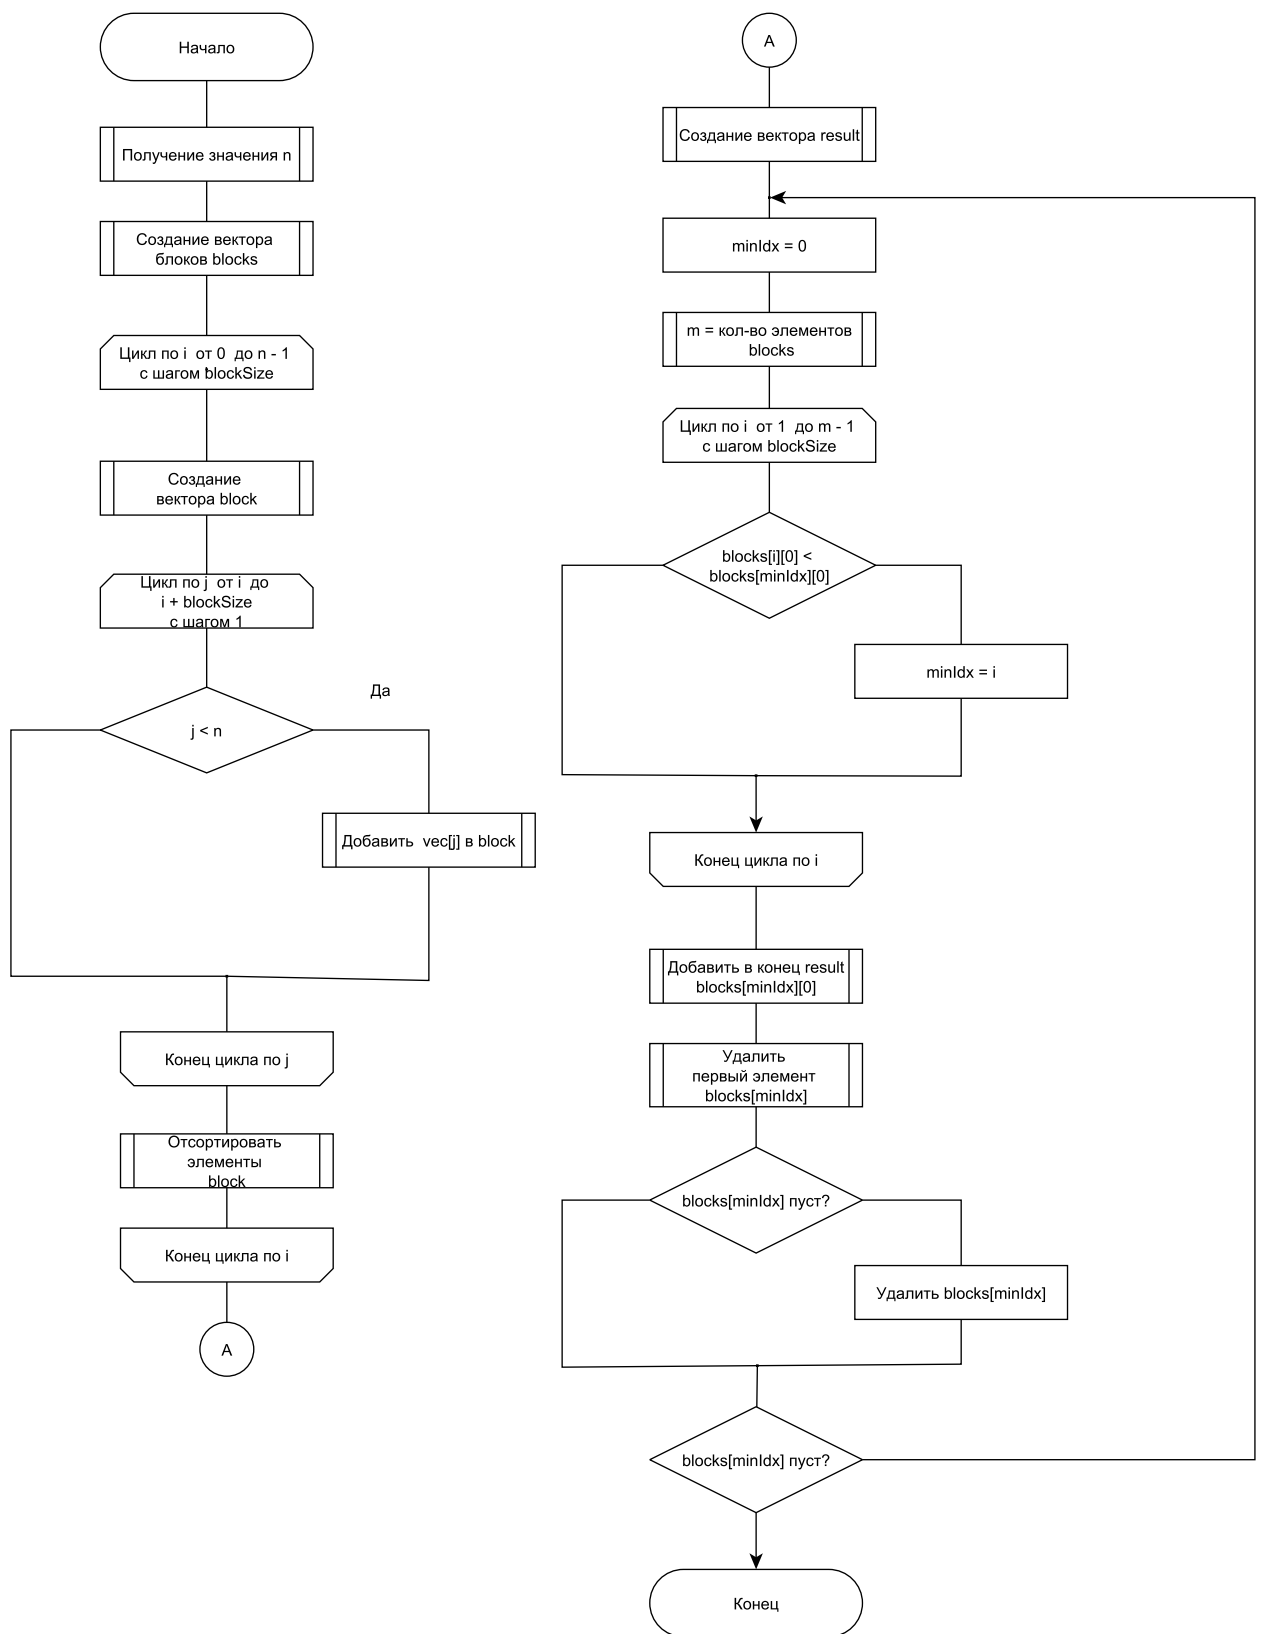 Начало
Получение значения n
Создание вектора
блоков blocks
Цикл по i от 0 до n - 1
с шагом blockSize
Создание
вектора block
Цикл по j от i до
i + blockSize
с шагом 1
Да
j < n
Добавить vec[j] в block
Конец цикла по j
Отсортировать
элементы
block
Конец цикла по i
A
A
Создание вектора result
minIdx = 0
m = кол-во элементов
blocks
Цикл по i от 1 до m - 1
с шагом blockSize
blocks[i][0] <
blocks[minIdx][0]
minIdx = i
Конец цикла по i
Добавить в конец result
blocks[minIdx][0]
Удалить
первый элемент
blocks[minIdx]
blocks[minIdx] пуст?
Удалить blocks[minIdx]
blocks[minIdx] пуст?
Конец